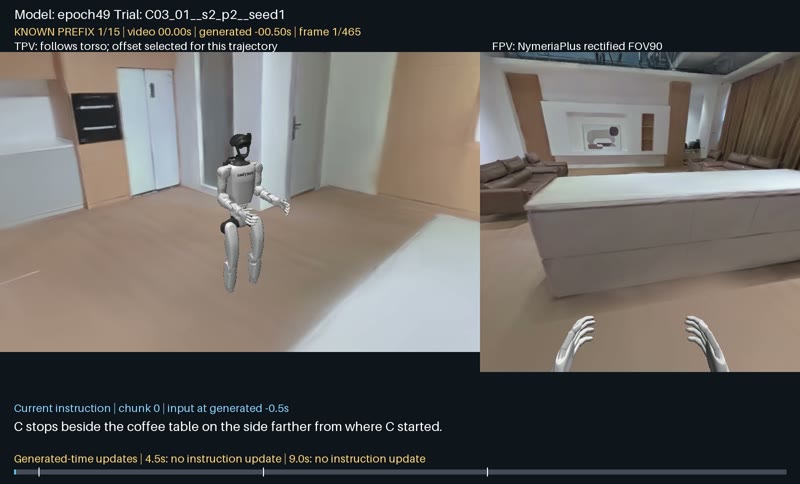 Model: epoch49 Trial: C03_01__s2_p2__seed1
KNOWN PREFIX 1/15 | video 00.00s | generated -00.50s | frame 1/465
TPV: follows torso; offset selected for this trajectory
FPV: NymeriaPlus rectified FOV90
Current instruction | chunk 0 | input at generated -0.5s
C stops beside the coffee table on the side farther from where C started.
Generated-time updates | 4.5s: no instruction update | 9.0s: no instruction update